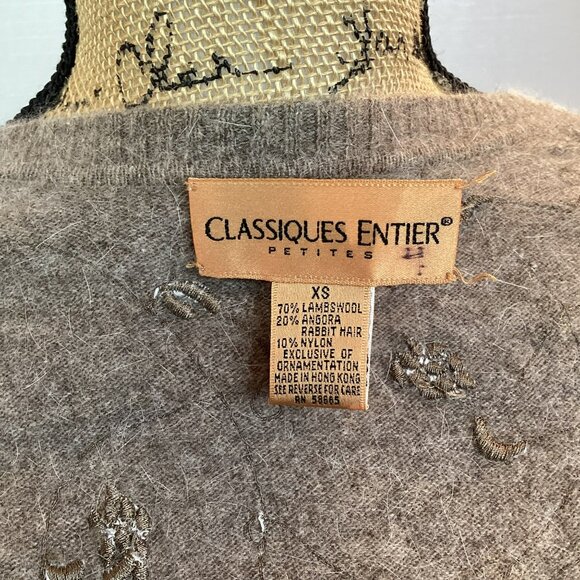 CLASSIQUES ENTIER®
PETITES
XS
70% LAMBSWOOL
20% ANGORA
RABBIT HAIR
10% NYLON
EXCLUSIVE OF
ORNAMENTATION
MADE IN HONG KONG
SEE REVERSE FOR CARE
RN 58665